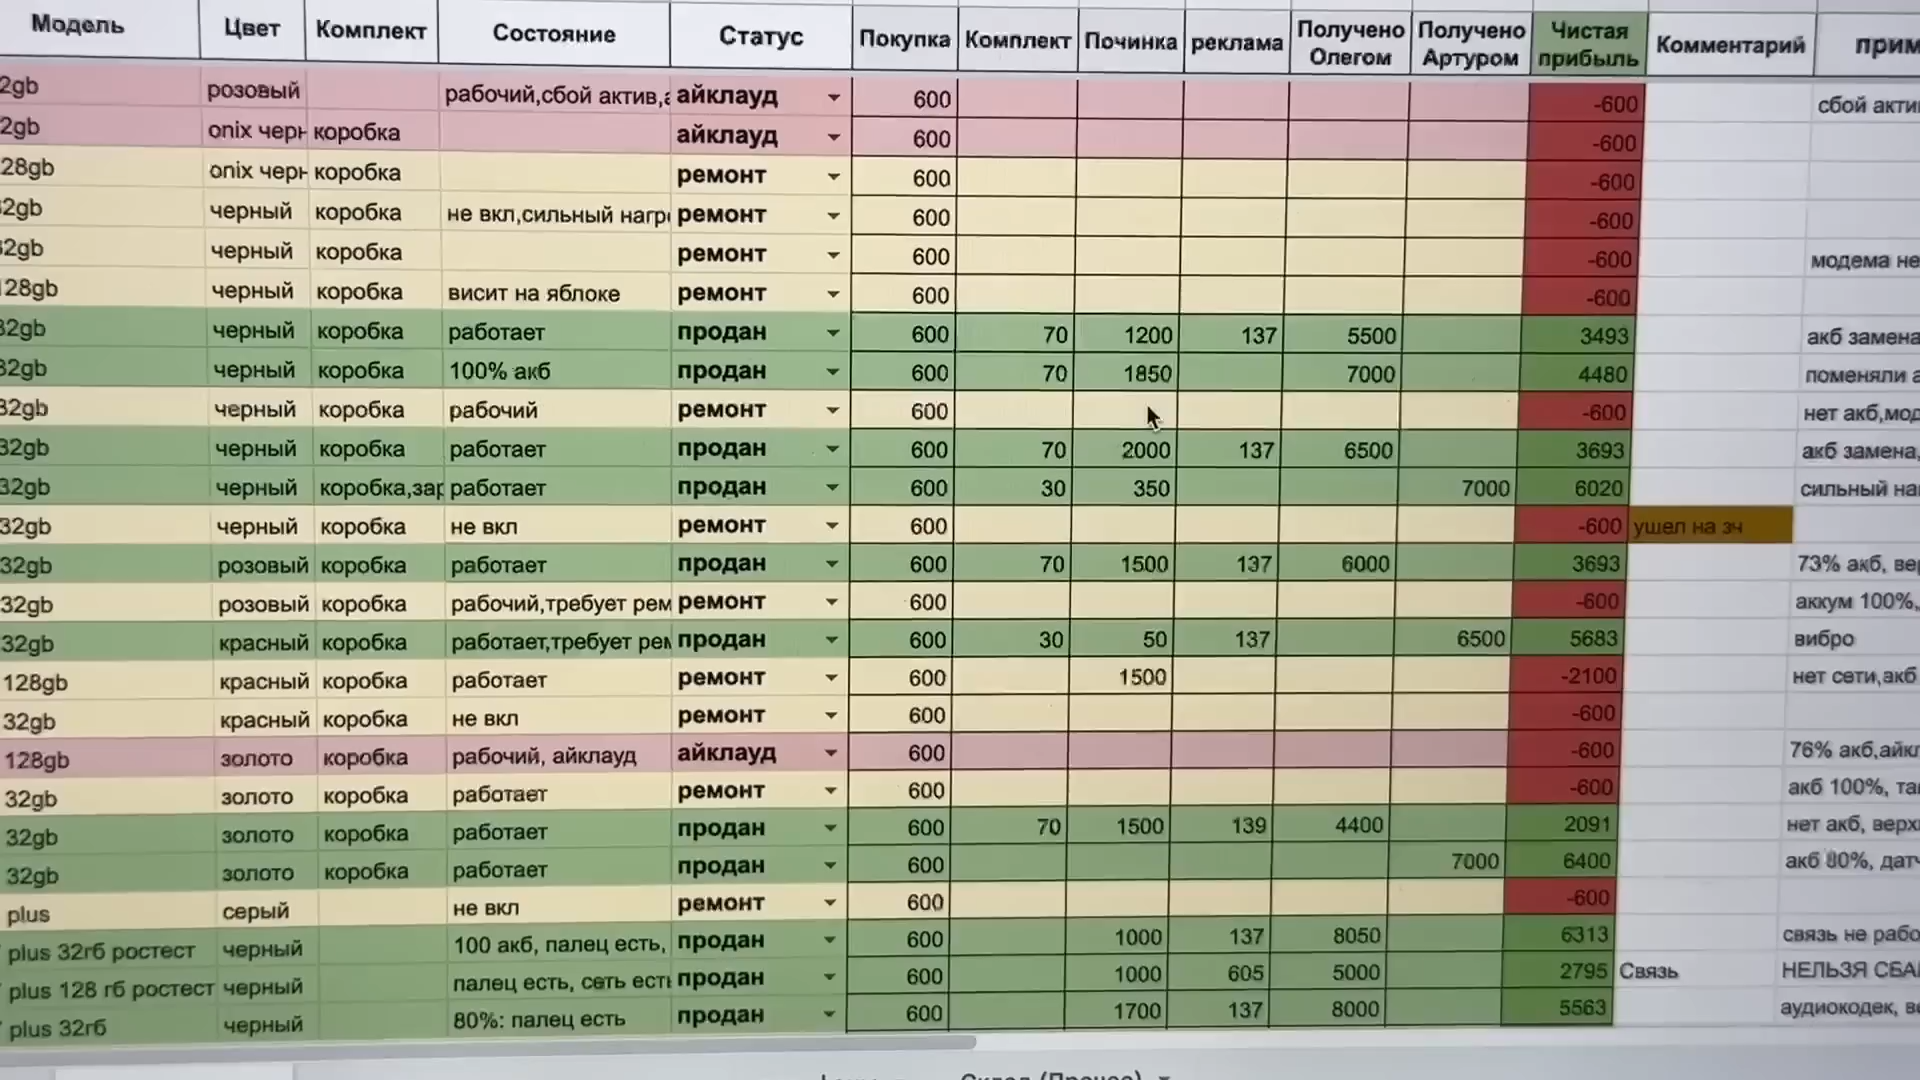 Модель Цвет Комплект Состояние Статус Покупка Комплект Починка реклама Получено Олегом Получено Артуром Чистая прибыль Комментарий прим
2gb розовый рабочий,сбой актив,а айклауд 600 -600 сбой акти
2gb onix черн коробка айклауд 600 -600
28gb onix черн коробка ремонт 600 -600
32gb черный коробка не вкл,сильный нагр ремонт 600 -600
32gb черный коробка ремонт 600 -600 модема не
128gb черный коробка висит на яблоке ремонт 600 -600
32gb черный коробка работает продан 600 70 1200 137 5500 3493 акб замена
32gb черный коробка 100% акб продан 600 70 1850 7000 4480 поменяли а
32gb черный коробка рабочий ремонт 600 -600 нет акб,мод
32gb черный коробка работает продан 600 70 2000 137 6500 3693 акб замена,
32gb черный коробка,зар работает продан 600 30 350 7000 6020 сильный на
32gb черный коробка не вкл ремонт 600 -600 ушел на зч
32gb розовый коробка работает продан 600 70 1500 137 6000 3693 73% акб, ве
32gb розовый коробка рабочий,требует рем ремонт 600 -600 аккум 100%,
32gb красный коробка работает,требует рем продан 600 30 50 137 6500 5683 вибро
128gb красный коробка работает ремонт 600 1500 -2100 нет сети,акб
32gb красный коробка не вкл ремонт 600 -600
128gb золото коробка рабочий, айклауд айклауд 600 -600 76% акб,айкл
32gb золото коробка работает ремонт 600 -600 акб 100%, та
32gb золото коробка работает продан 600 70 1500 139 4400 2091 нет акб, верх
32gb золото коробка работает продан 600 7000 6400 акб 80%, дат
plus серый не вкл ремонт 600 -600
plus 32гб ростест черный 100 акб, палец есть, продан 600 1000 137 8050 6313 связь не рабо
plus 128 гб ростест черный палец есть, сеть есть продан 600 1000 605 5000 2795 Связь НЕЛЬЗЯ СБА
plus 32гб черный 80%: палец есть продан 600 1700 137 8000 5563 аудиокодек, в